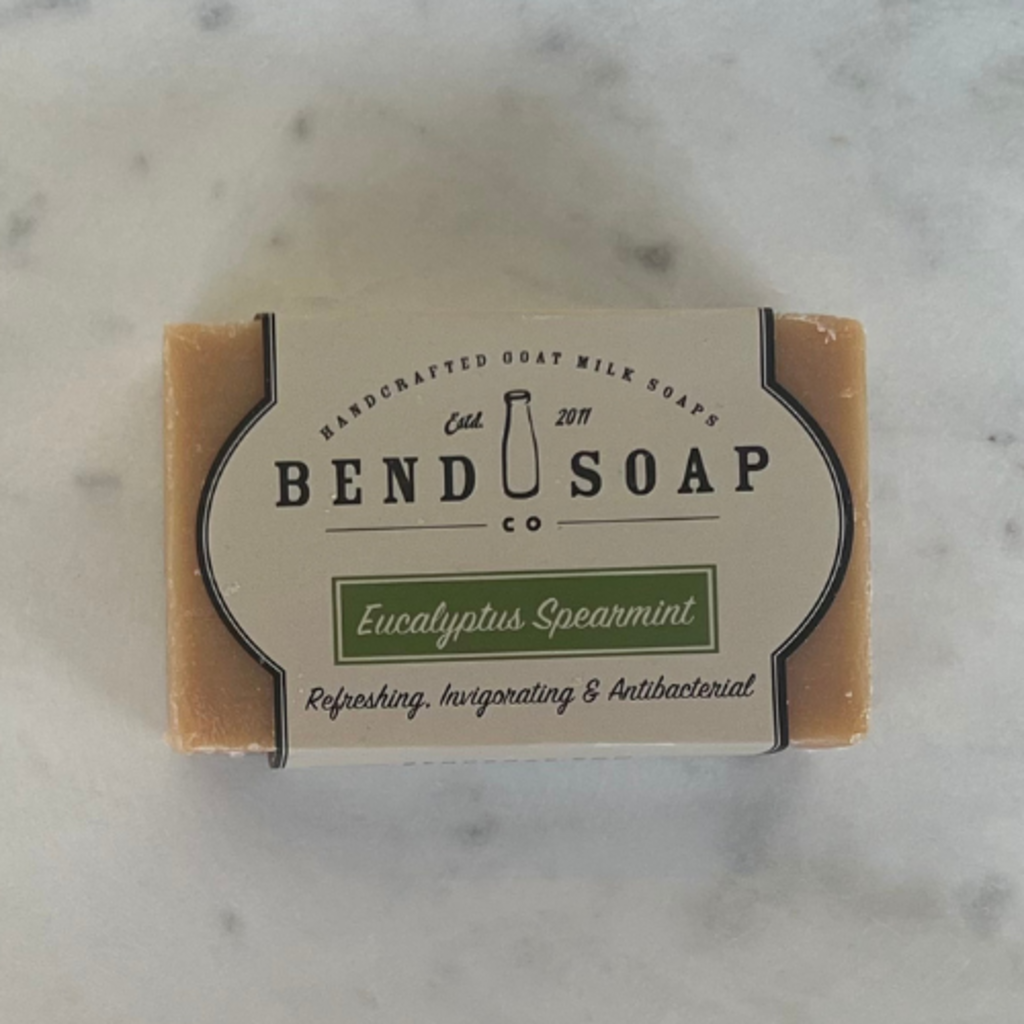 HANDCRAFTED GOAT MILK SOAPS
Estd. 2011
BEND SOAP
CO
Eucalyptus Spearmint
Refreshing, Invigorating & Antibacterial